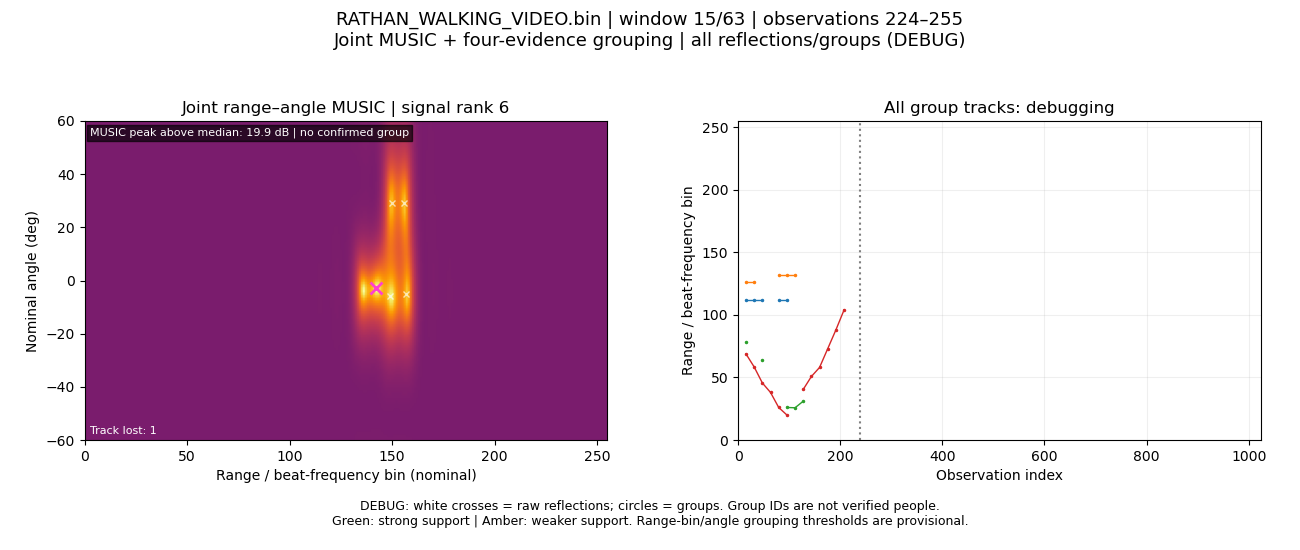 RATHAN_WALKING_VIDEO.bin | window 15/63 | observations 224–255
Joint MUSIC + four-evidence grouping | all reflections/groups (DEBUG)
Joint range–angle MUSIC | signal rank 6
MUSIC peak above median: 19.9 dB | no confirmed group
60
40
20
0
−20
−40
−60
Nominal angle (deg)
Track lost: 1
0 50 100 150 200 250
Range / beat-frequency bin (nominal)
All group tracks: debugging
250
200
150
100
50
0
Range / beat-frequency bin
0 200 400 600 800 1000
Observation index
DEBUG: white crosses = raw reflections; circles = groups. Group IDs are not verified people.
Green: strong support | Amber: weaker support. Range-bin/angle grouping thresholds are provisional.